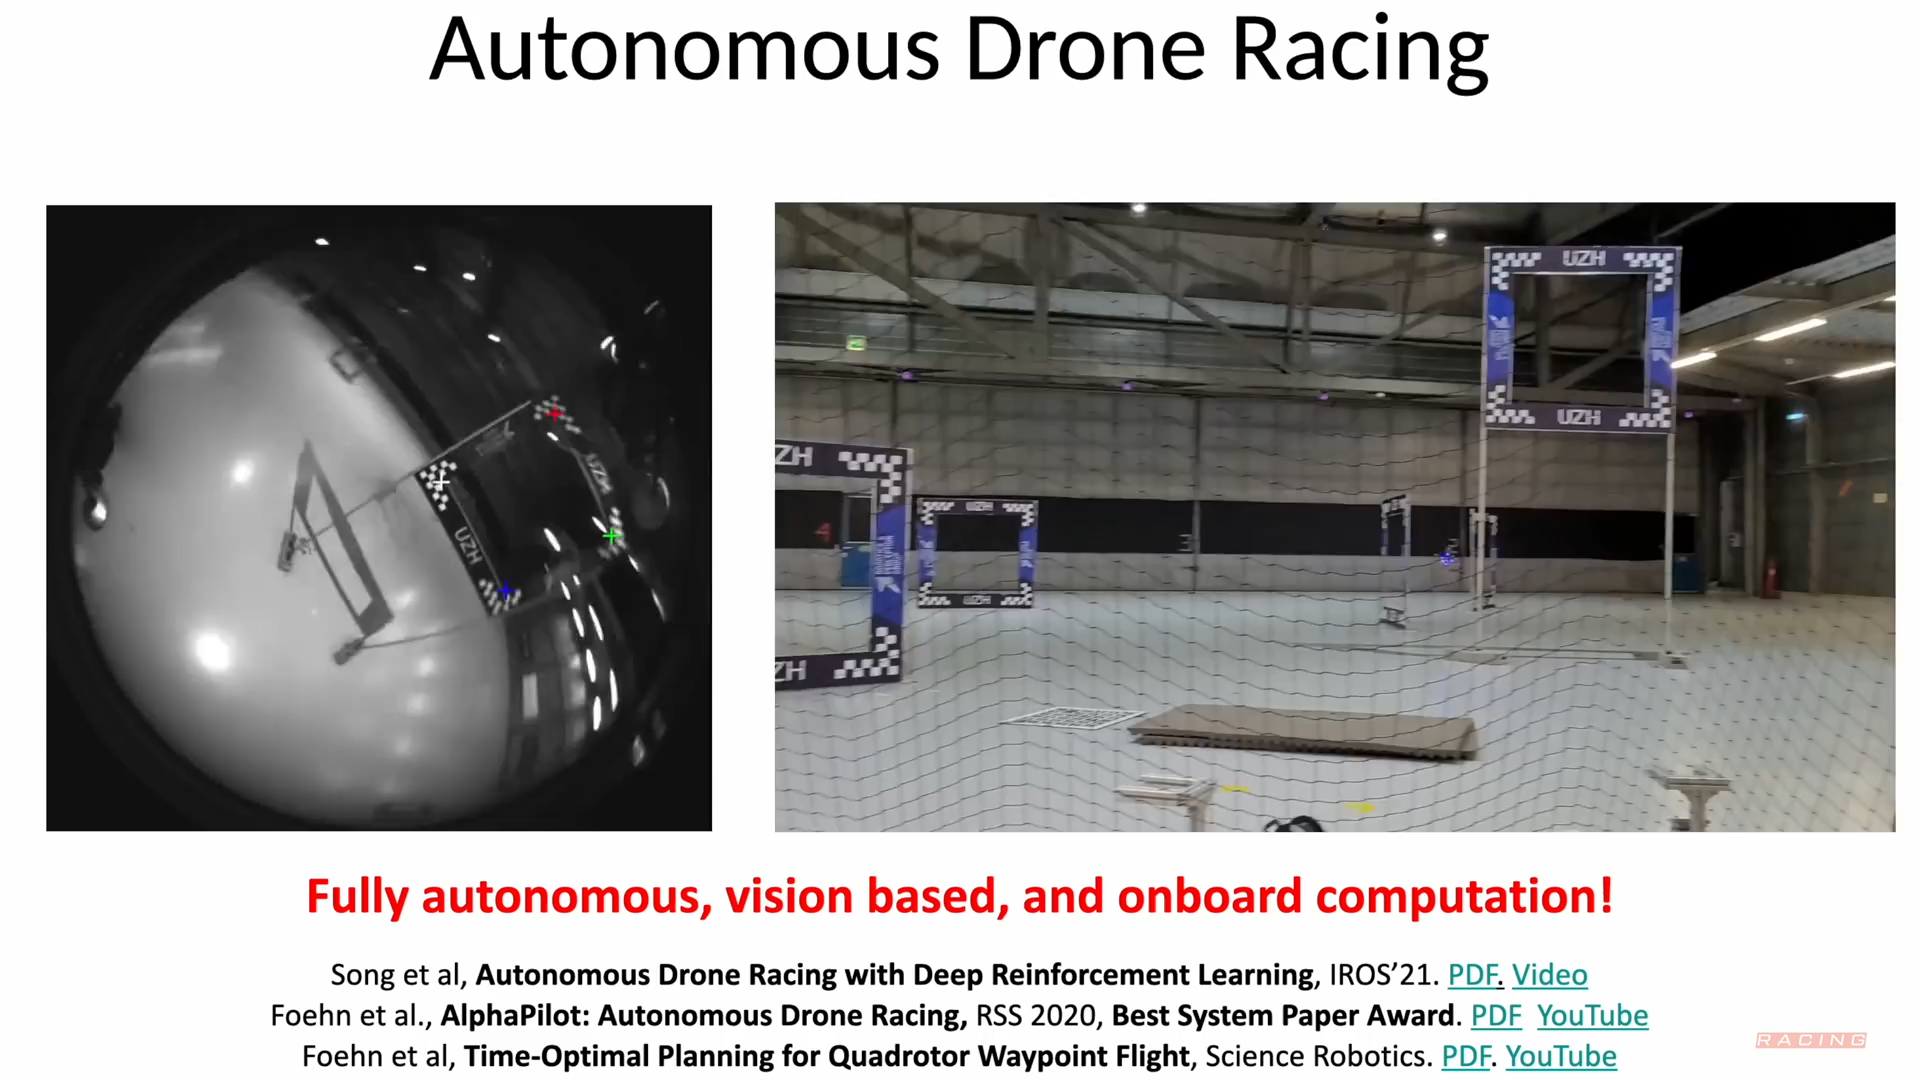 Autonomous Drone Racing
UZH
UZH
UZH
UZH
ZH
ZH
UZH
UZH
4
Fully autonomous, vision based, and onboard computation!
Song et al, Autonomous Drone Racing with Deep Reinforcement Learning, IROS’21. PDF. Video
Foehn et al., AlphaPilot: Autonomous Drone Racing, RSS 2020, Best System Paper Award. PDF YouTube
Foehn et al, Time-Optimal Planning for Quadrotor Waypoint Flight, Science Robotics. PDF. YouTube
RACING